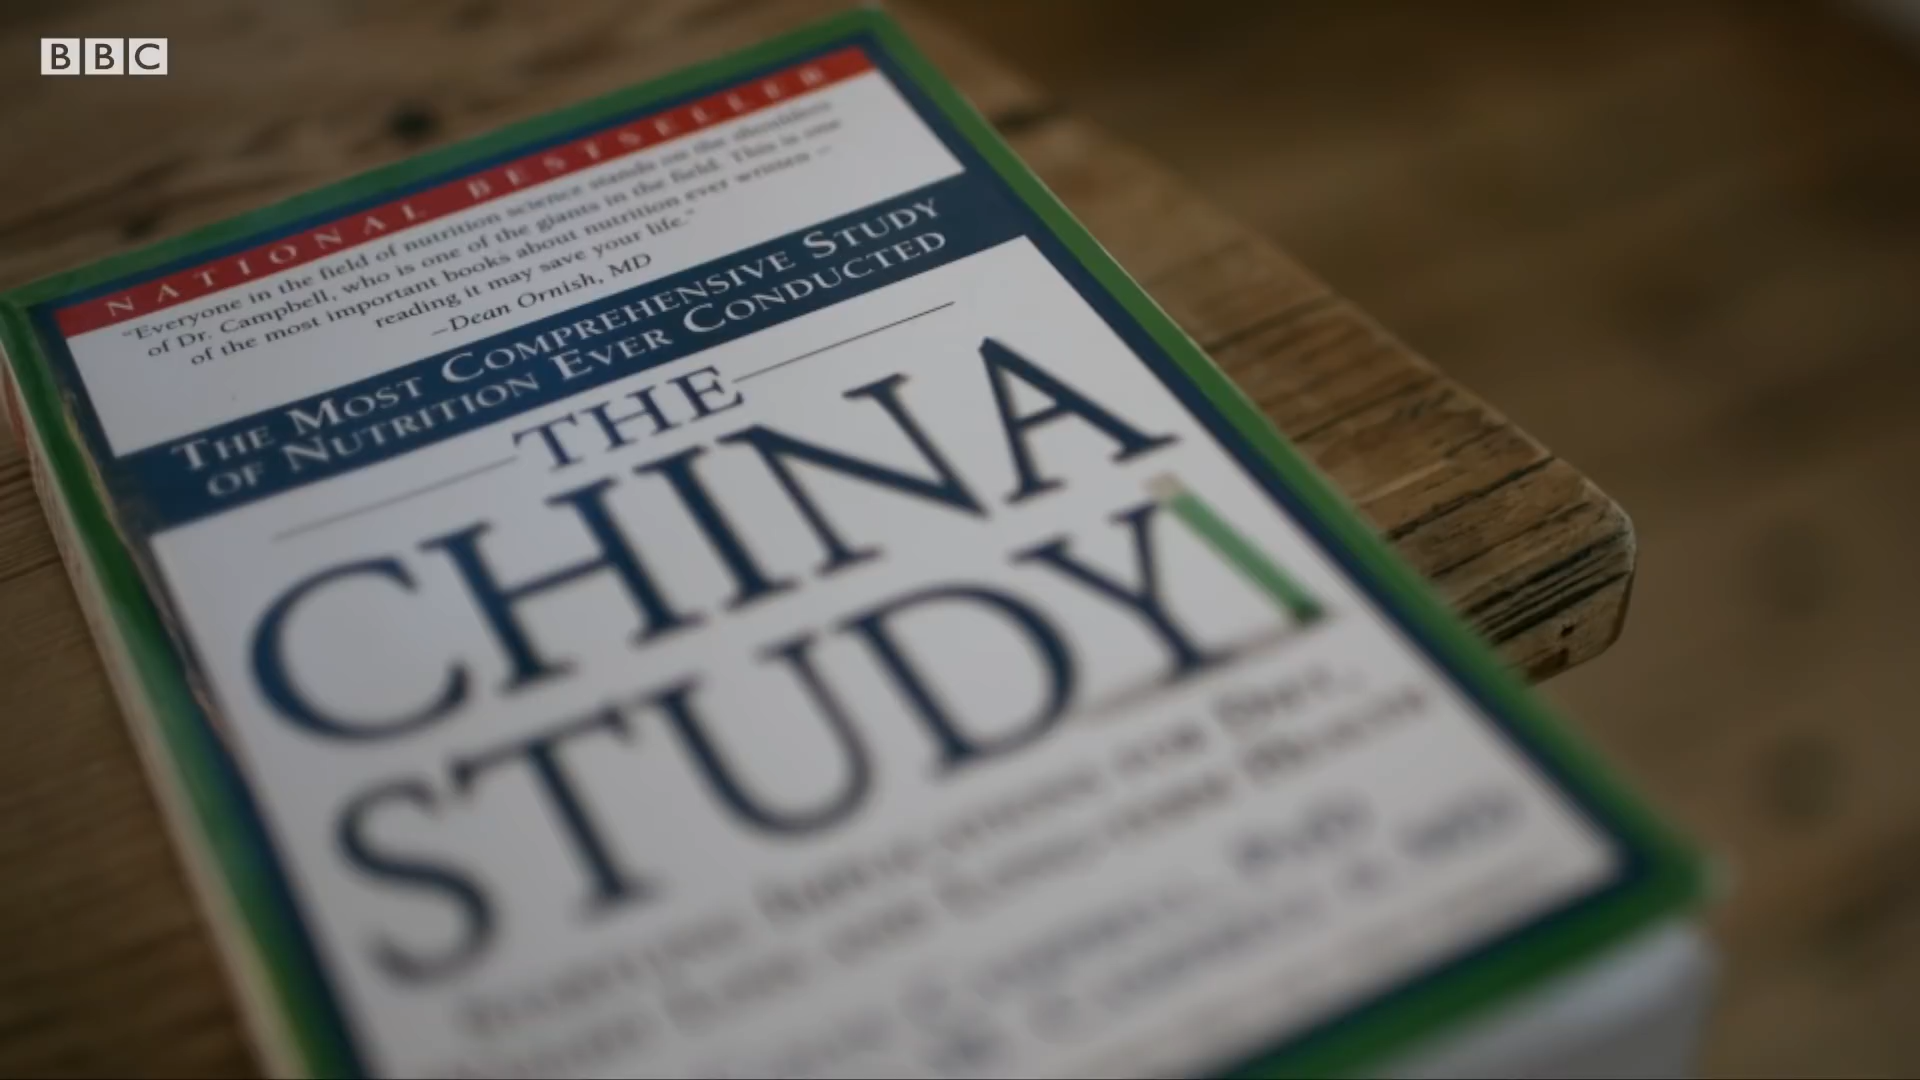 BBC
NATIONAL BESTSELLER
"Everyone in the field of nutrition science stands on the shoulders
of Dr. Campbell, who is one of the giants in the field. This is one
of the most important books about nutrition ever written –
reading it may save your life."
—Dean Ornish, MD
THE MOST COMPREHENSIVE STUDY
OF NUTRITION EVER CONDUCTED
THE
CHINA
STUDY